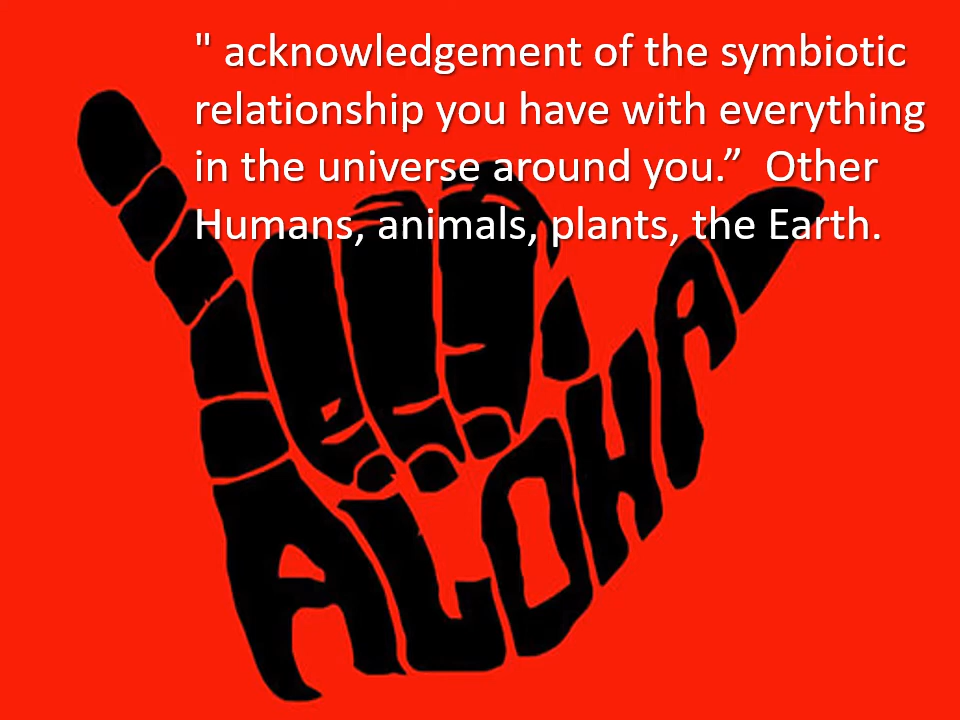 " acknowledgement of the symbiotic
relationship you have with everything
in the universe around you.”  Other
Humans, animals, plants, the Earth.
ALOHA